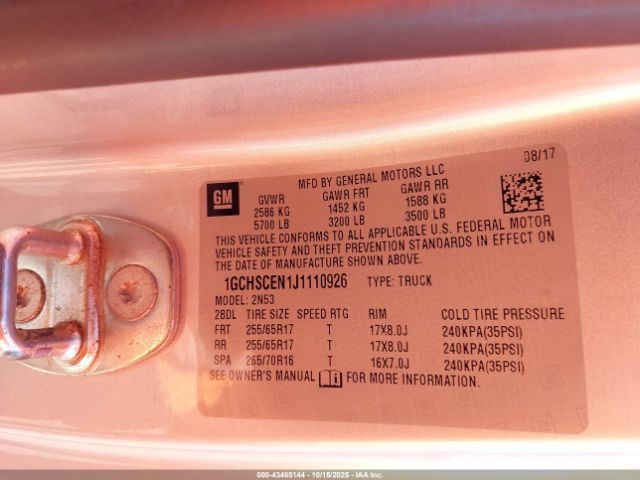 08/17
MFD BY GENERAL MOTORS LLC
GM
GVWR GAWR FRT GAWR RR
2586 KG 1452 KG 1588 KG
5700 LB 3200 LB 3500 LB
THIS VEHICLE CONFORMS TO ALL APPLICABLE U.S. FEDERAL MOTOR
VEHICLE SAFETY AND THEFT PREVENTION STANDARDS IN EFFECT ON
THE DATE OF MANUFACTURE SHOWN ABOVE.
1GCHSCEN1J1110926 TYPE: TRUCK
MODEL: 2N53
2BDL TIRE SIZE SPEED RTG RIM COLD TIRE PRESSURE
FRT 255/65R17 T 17X8.0J 240KPA(35PSI)
RR 255/65R17 T 17X8.0J 240KPA(35PSI)
SPA 265/70R16 T 16X7.0J 240KPA(35PSI)
SEE OWNER'S MANUAL i FOR MORE INFORMATION.
000-43465144 - 10/15/2025 - IAAI, Inc.